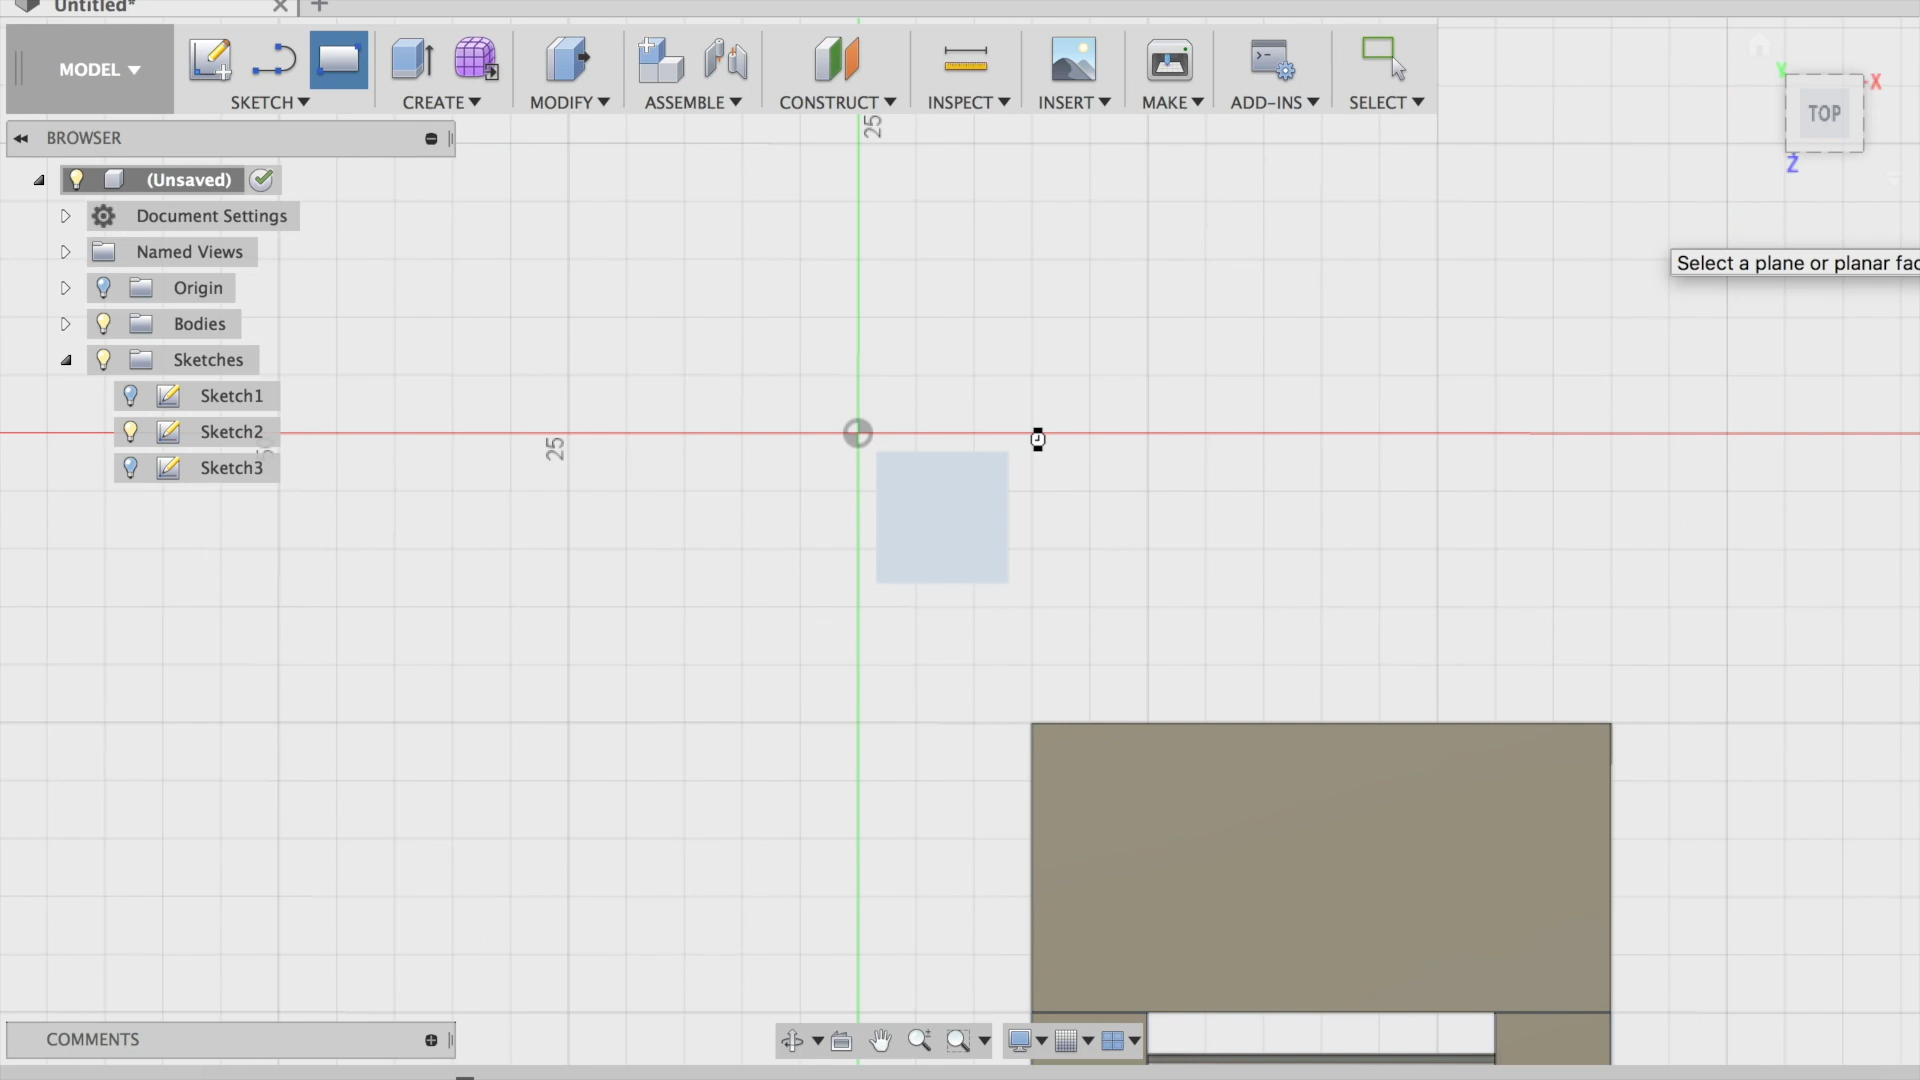 Untitled*
MODEL
SKETCH
CREATE
MODIFY
ASSEMBLE
CONSTRUCT
INSPECT
INSERT
MAKE
ADD-INS
SELECT
25
Y
X
TOP
Z
BROWSER
(Unsaved)
Document Settings
Named Views
Origin
Bodies
Sketches
Sketch1
Sketch2
Sketch3
25
Select a plane or planar fac
COMMENTS